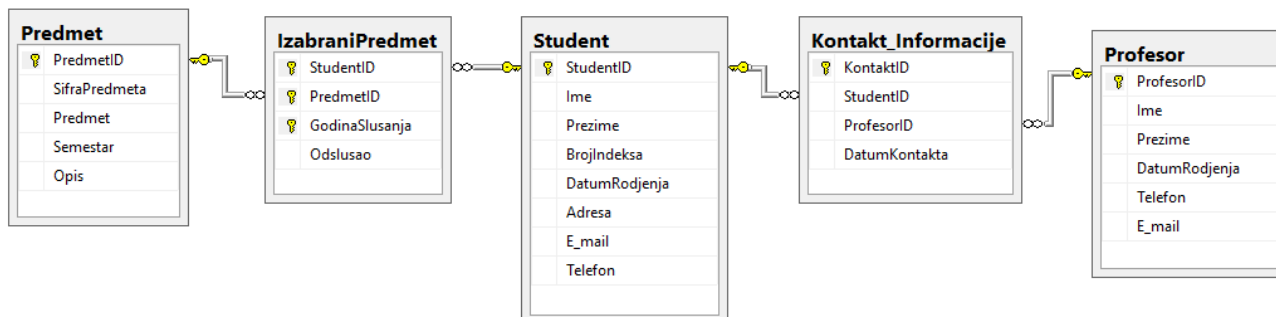 Predmet
PredmetID
SifraPredmeta
Predmet
Semestar
Opis
IzabraniPredmet
StudentID
PredmetID
GodinaSlusanja
Odslusao
Student
StudentID
Ime
Prezime
BrojIndeksa
DatumRodjenja
Adresa
E_mail
Telefon
Kontakt_Informacije
KontaktID
StudentID
ProfesorID
DatumKontakta
Profesor
ProfesorID
Ime
Prezime
DatumRodjenja
Telefon
E_mail